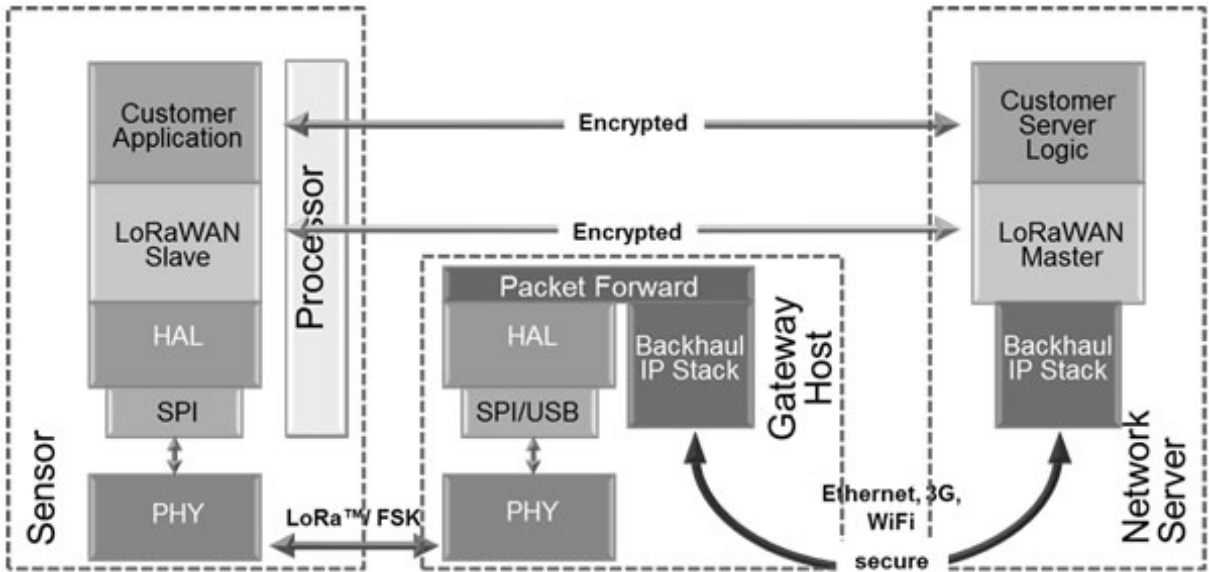 Customer
Application
LoRaWAN
Slave
HAL
SPI
PHY
Sensor
Processor
Encrypted
Encrypted
LoRa™/ FSK
Packet Forward
HAL
SPI/USB
PHY
Backhaul
IP Stack
Gateway
Host
Ethernet, 3G,
WiFi
secure
Customer
Server
Logic
LoRaWAN
Master
Backhaul
IP Stack
Network
Server